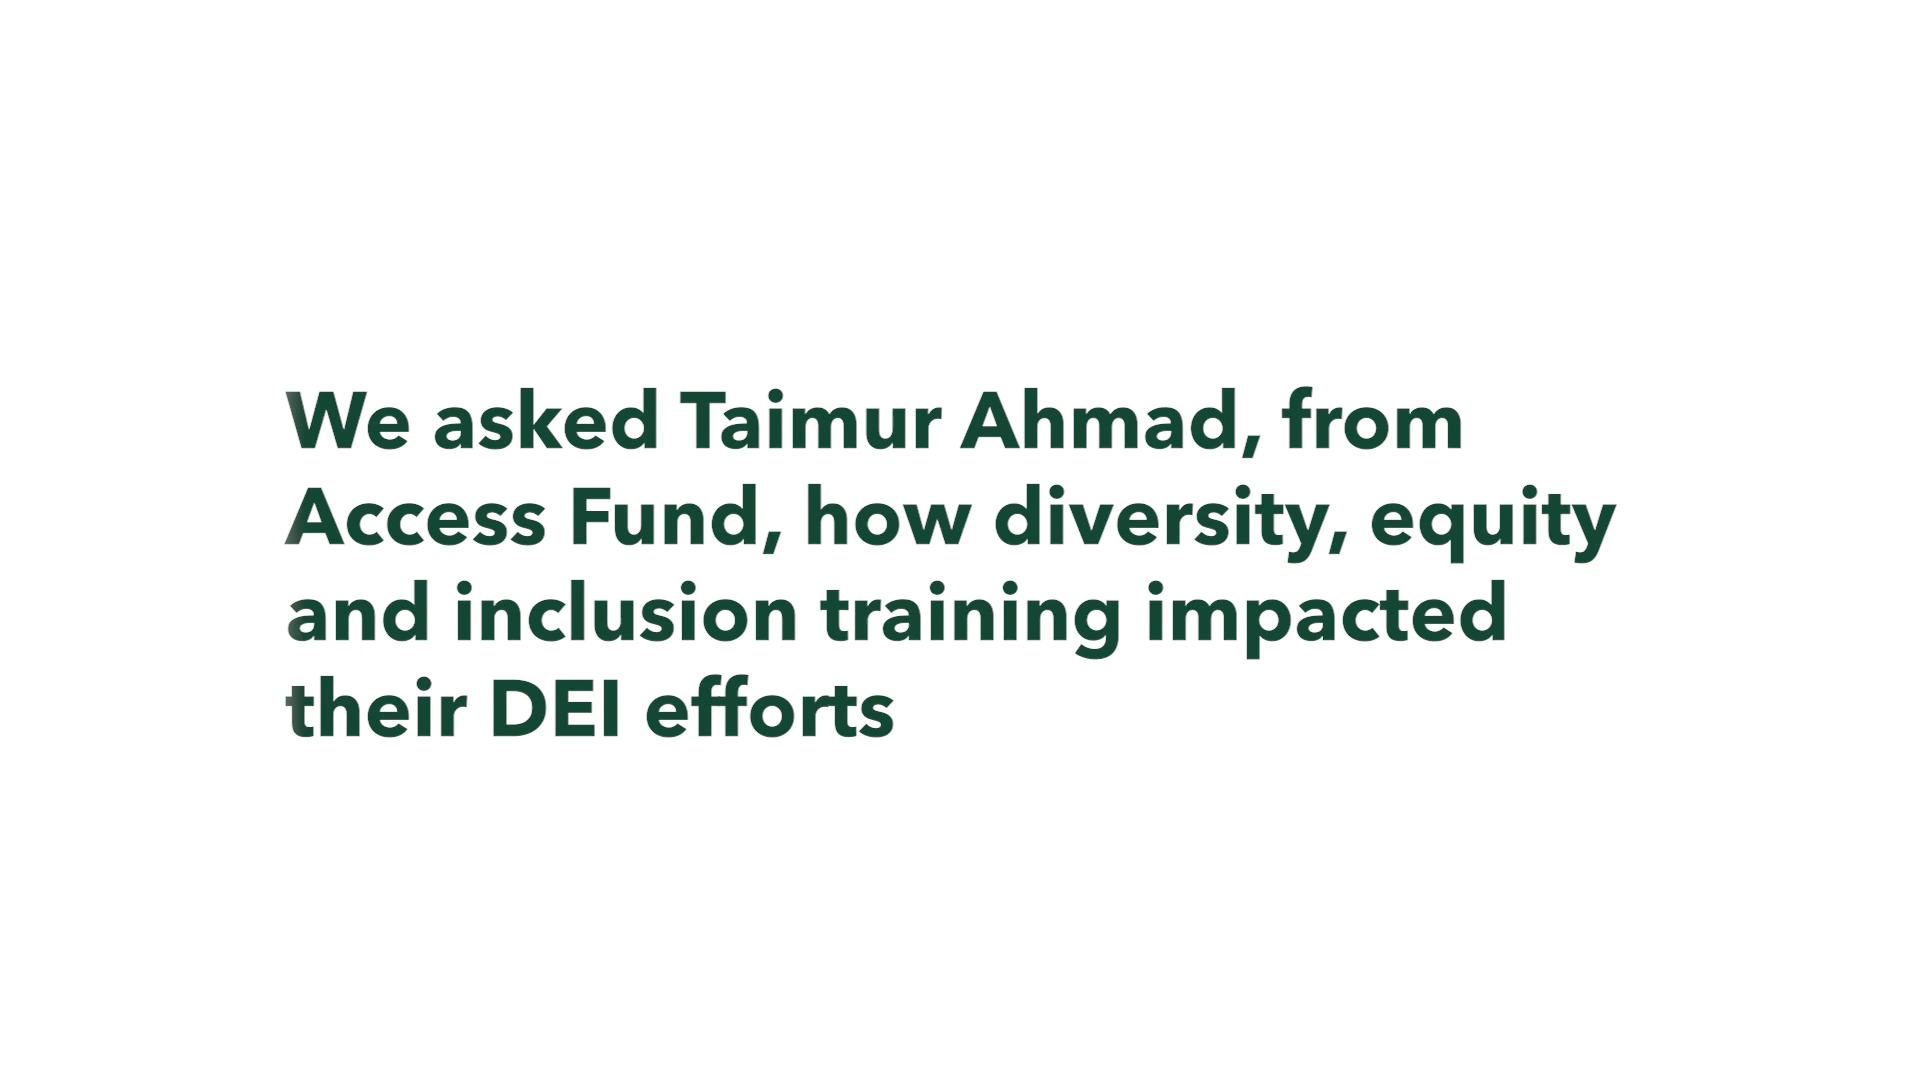 We asked Taimur Ahmad, from
Access Fund, how diversity, equity
and inclusion training impacted
their DEI efforts